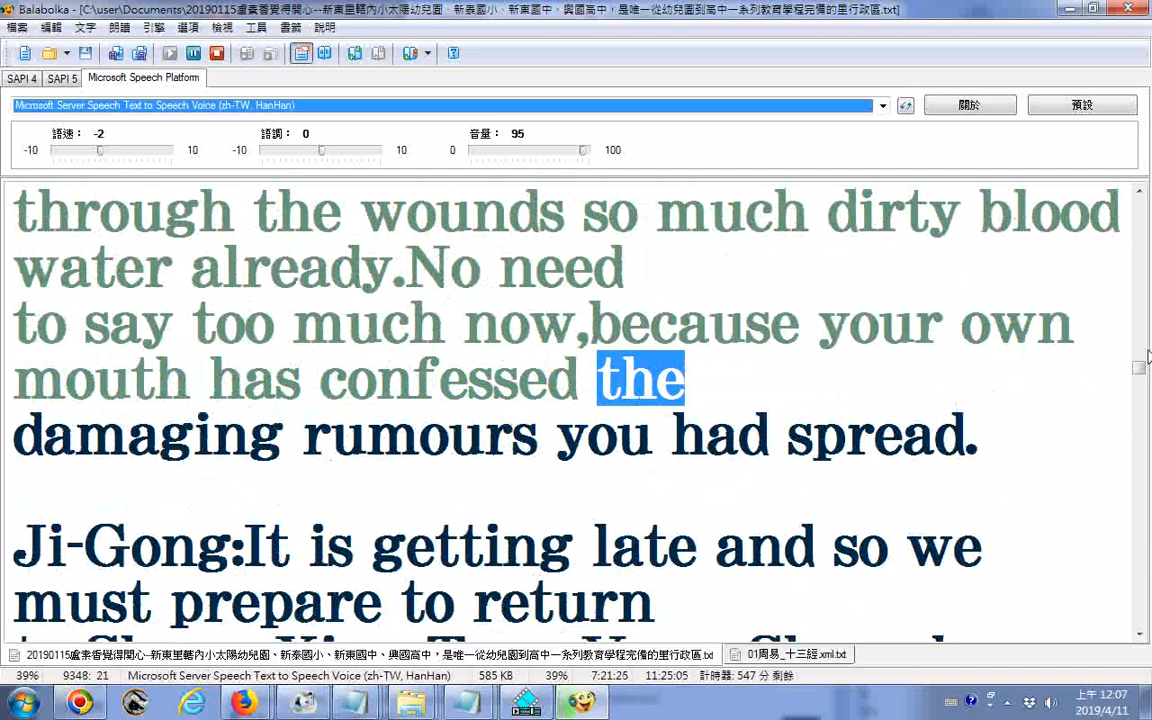 Balabolka - [C:\user\Documents\20190115盧素香覺得開心--新東里轄內小太陽幼兒園、新泰國小、新東國中、興國高中，是唯一從幼兒園到高中一系列教育學程完備的里行政區.txt]
檔案 編輯 文字 朗讀 引擎 選項 檢視 工具 書籤 說明
SAPI 4 SAPI 5 Microsoft Speech Platform
Microsoft Server Speech Text to Speech Voice (zh-TW, HanHan) 關於 預設
語速： -2 語調： 0 音量： 95
-10 10 -10 10 0 100
through the wounds so much dirty blood
water already.No need
to say too much now,because your own
mouth has confessed the
damaging rumours you had spread.
Ji-Gong:It is getting late and so we
must prepare to return
20190115盧素香覺得開心--新東里轄內小太陽幼兒園、新泰國小、新東國中、興國高中，是唯一從幼兒園到高中一系列教育學程完備的里行政區.txt 01周易_十三經.xml.txt
39% 9348: 21 Microsoft Server Speech Text to Speech Voice (zh-TW, HanHan) 585 KB 39% 7:21:25 11:25:05 計時器: 547 分 剩餘
上午 12:07
2019/4/11